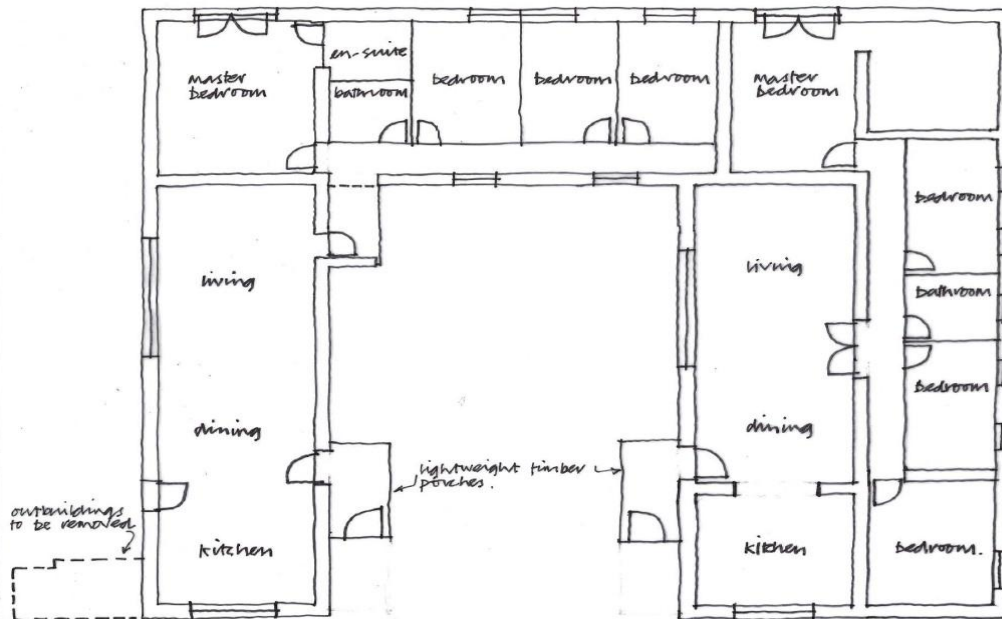 en-suite
master
bedroom
bathroom
bedroom
bedroom
bedroom
master
bedroom
bedroom
living
living
bathroom
bedroom
dining
dining
lightweight timber
porches.
outbuildings
to be removed
kitchen
kitchen
bedroom.